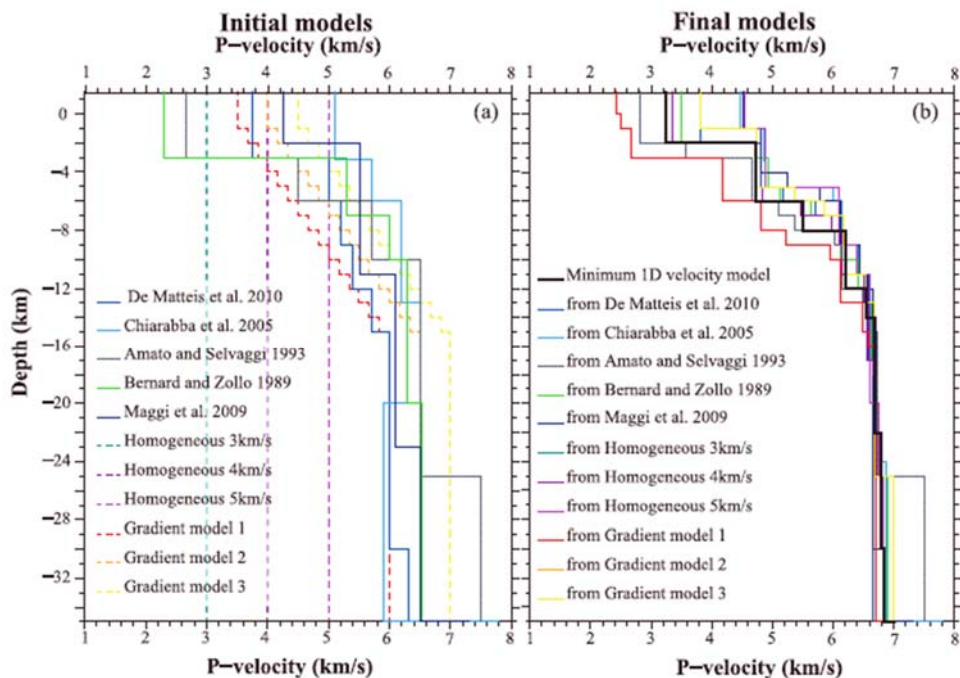 Initial models
P−velocity (km/s)
1 2 3 4 5 6 7 8
(a)
Depth (km)
0
−4
−8
−12
−16
−20
−24
−28
−32
De Matteis et al. 2010
Chiarabba et al. 2005
Amato and Selvaggi 1993
Bernard and Zollo 1989
Maggi et al. 2009
Homogeneous 3km/s
Homogeneous 4km/s
Homogeneous 5km/s
Gradient model 1
Gradient model 2
Gradient model 3
1 2 3 4 5 6 7 8
P−velocity (km/s)
Final models
P−velocity (km/s)
1 2 3 4 5 6 7 8
(b)
Minimum 1D velocity model
from De Matteis et al. 2010
from Chiarabba et al. 2005
from Amato and Selvaggi 1993
from Bernard and Zollo 1989
from Maggi et al. 2009
from Homogeneous 3km/s
from Homogeneous 4km/s
from Homogeneous 5km/s
from Gradient model 1
from Gradient model 2
from Gradient model 3
1 2 3 4 5 6 7 8
P−velocity (km/s)